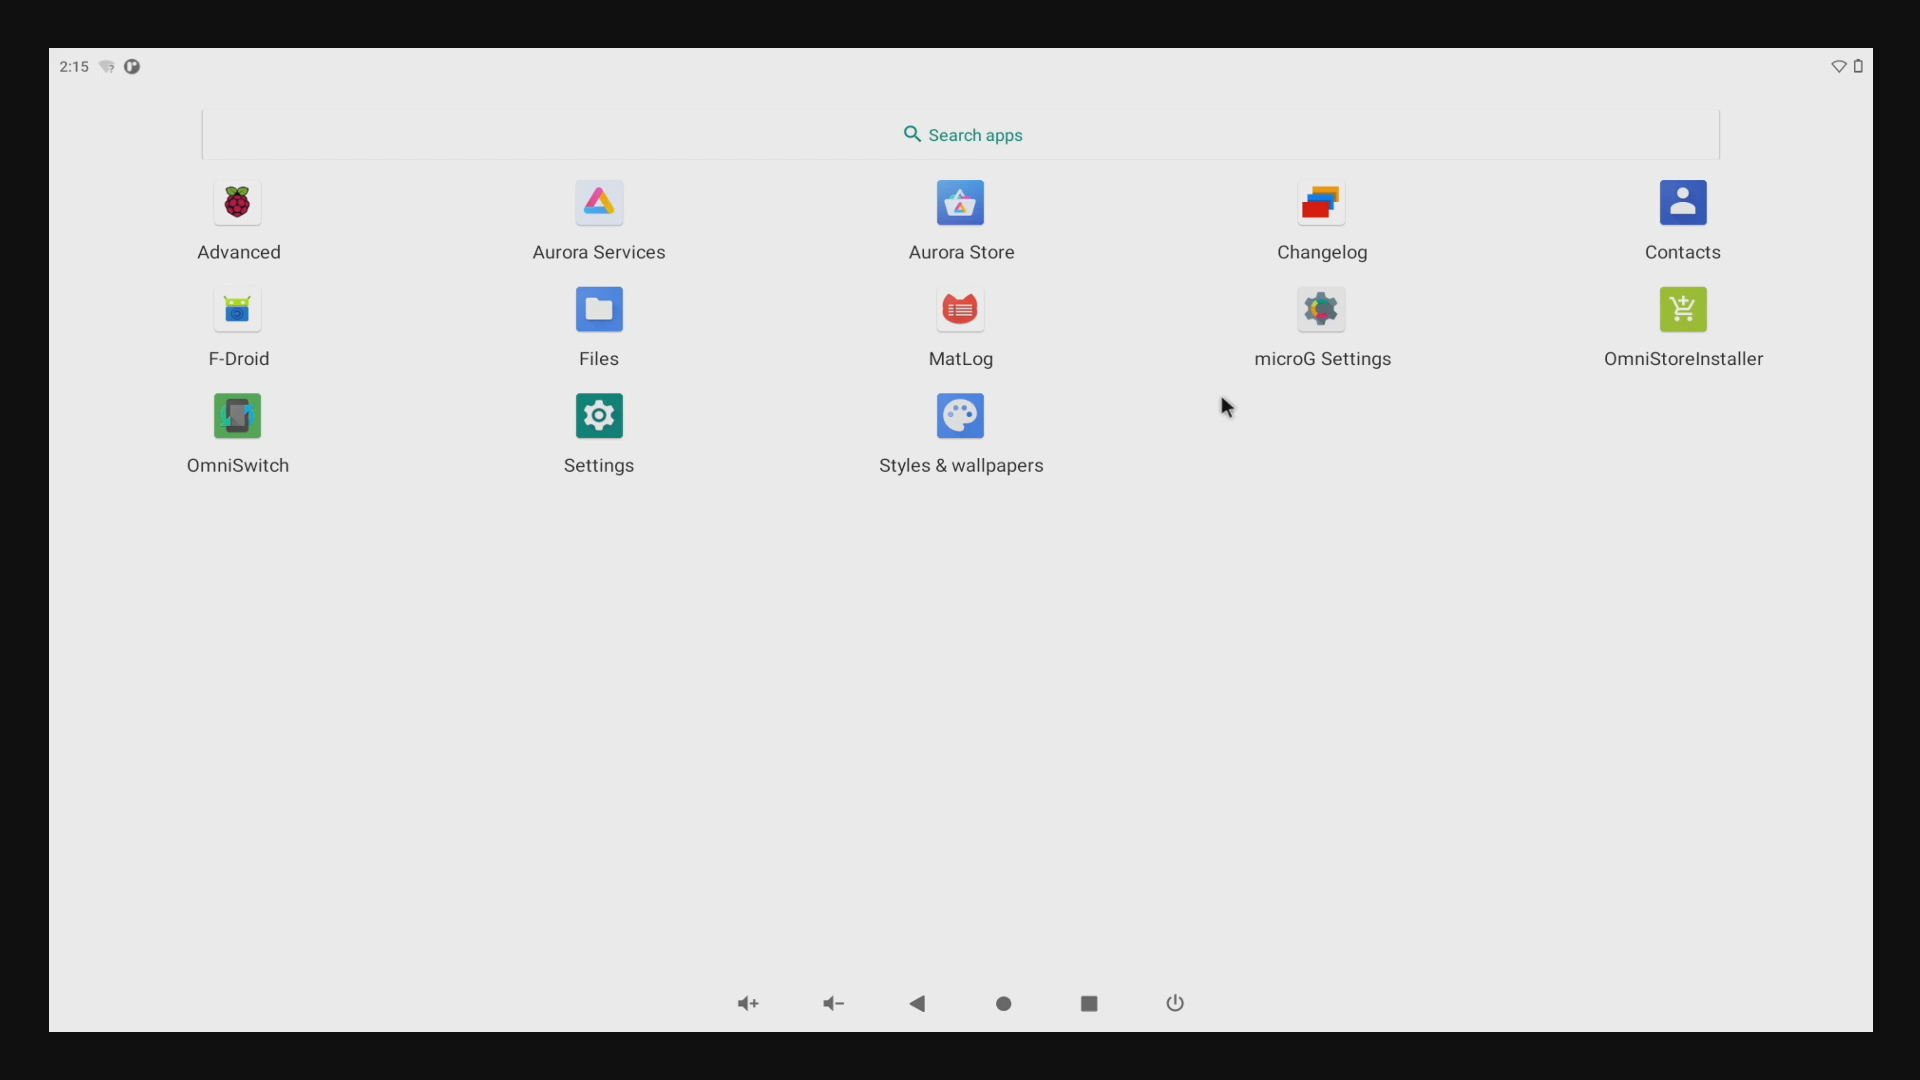 2:15
Search apps
Advanced
Aurora Services
Aurora Store
Changelog
Contacts
F-Droid
Files
MatLog
microG Settings
OmniStoreInstaller
OmniSwitch
Settings
Styles & wallpapers